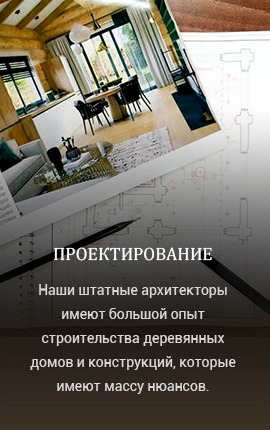 ПРОЕКТИРОВАНИЕ
Наши штатные архитекторы
имеют большой опыт
строительства деревянных
домов и конструкций, которые
имеют массу нюансов.